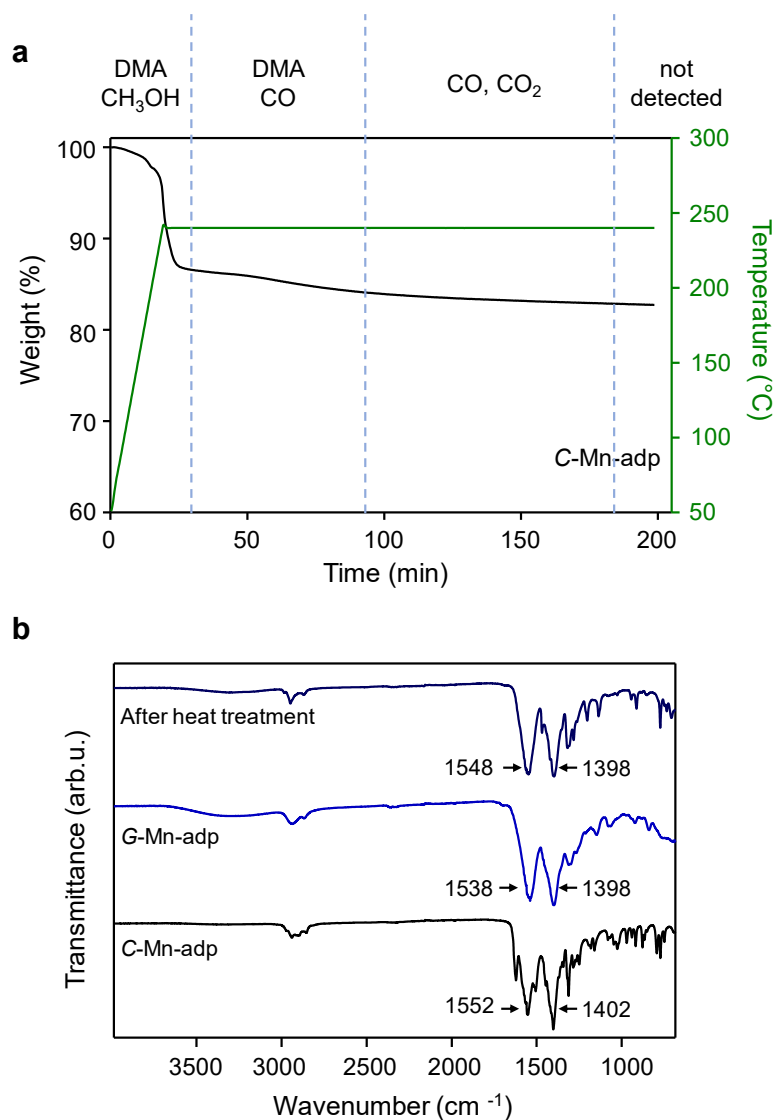 a
DMA
CH₃OH
DMA
CO
CO, CO₂
not
detected
100
90
80
70
60
Weight (%)
300
250
200
150
100
50
Temperature (°C)
C-Mn-adp
0
50
100
150
200
Time (min)
b
After heat treatment
1548
1398
G-Mn-adp
1538
1398
C-Mn-adp
1552
1402
Transmittance (arb.u.)
3500
3000
2500
2000
1500
1000
Wavenumber (cm ⁻¹)